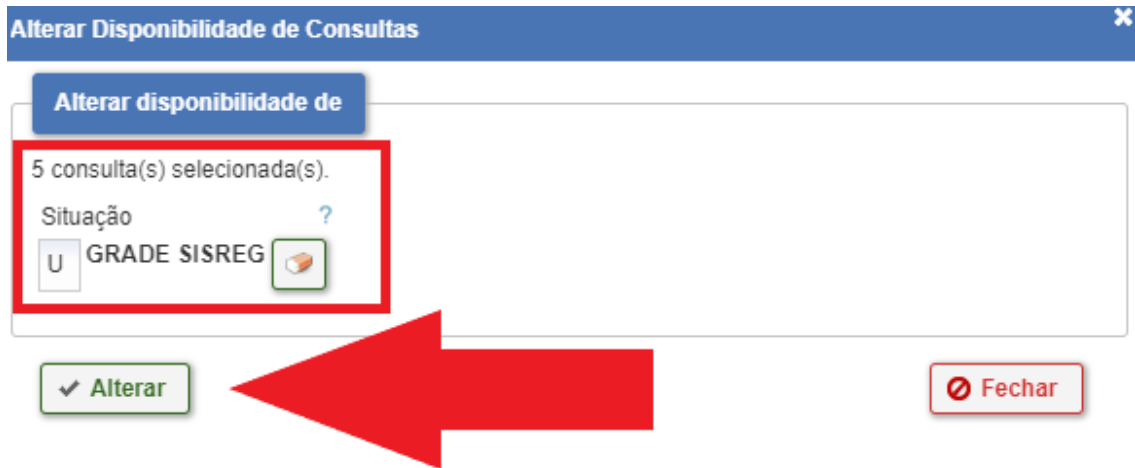 Alterar Disponibilidade de Consultas
Alterar disponibilidade de
5 consulta(s) selecionada(s).
Situação ?
U GRADE SISREG
Alterar
Fechar